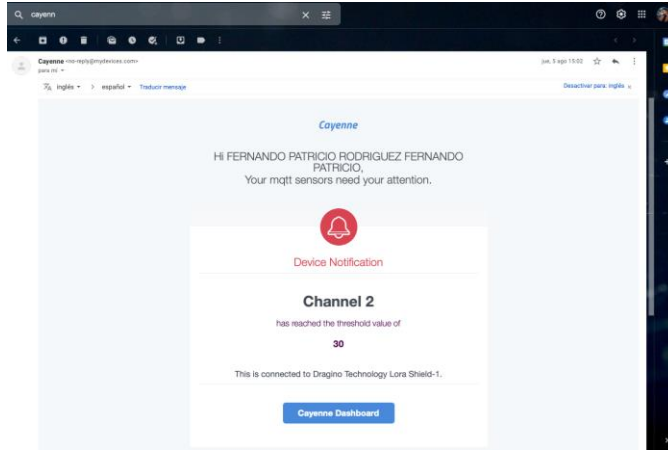 cayenn
Cayenne <no-reply@mydevices.com>
jue, 5 ago 15:02
para mí
inglés > español Traducir mensaje
Desactivar para: inglés x
Cayenne
Hi FERNANDO PATRICIO RODRIGUEZ FERNANDO
PATRICIO,
Your mqtt sensors need your attention.
Device Notification
Channel 2
has reached the threshold value of
30
This is connected to Dragino Technology Lora Shield-1.
Cayenne Dashboard